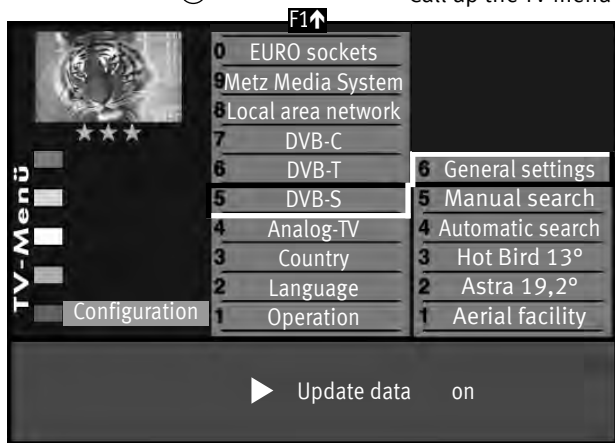 Call up the TV menu
F1↑
0 EURO sockets
9 Metz Media System
8 Local area network
7 DVB-C
6 DVB-T
5 DVB-S
4 Analog-TV
3 Country
2 Language
1 Operation
6 General settings
5 Manual search
4 Automatic search
3 Hot Bird 13°
2 Astra 19,2°
1 Aerial facility
TV-Menü
Configuration
Update data on